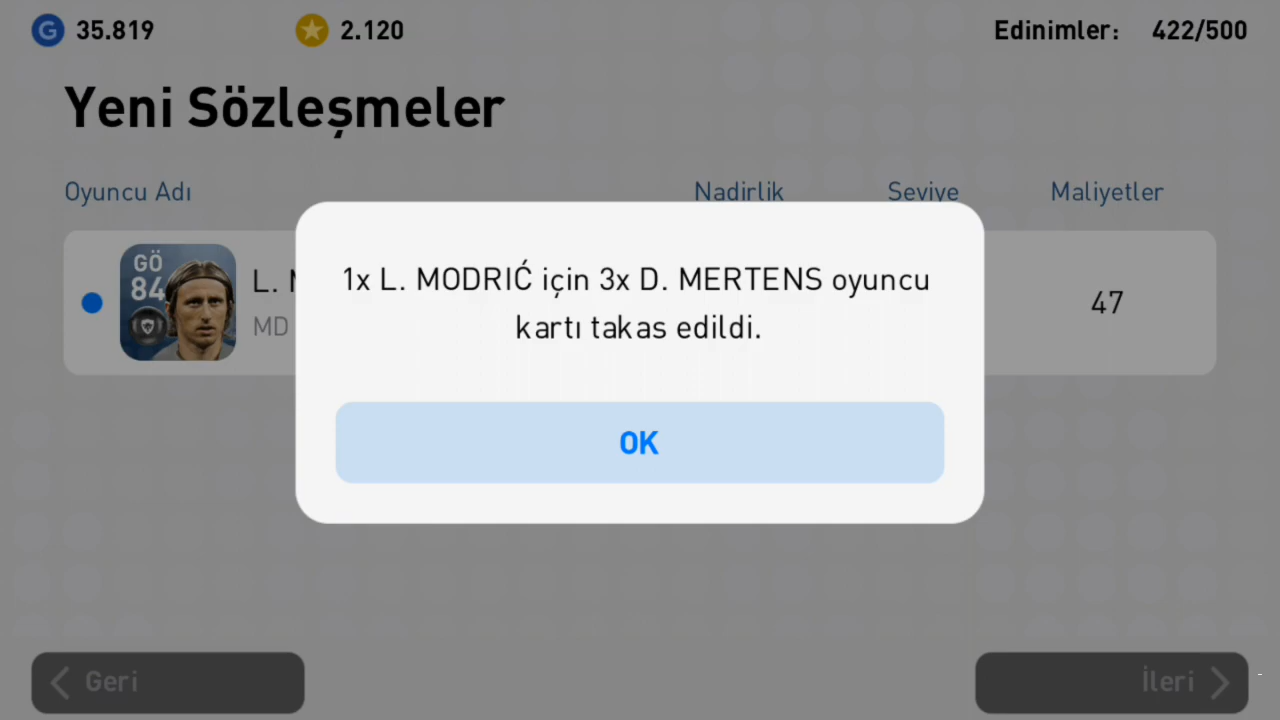 35.819 2.120 Edinimler: 422/500
Yeni Sözleşmeler
Oyuncu Adı Nadirlik Seviye Maliyetler
GÖ
84
L.
MD
47
1x L. MODRIĆ için 3x D. MERTENS oyuncu
kartı takas edildi.
OK
Geri İleri